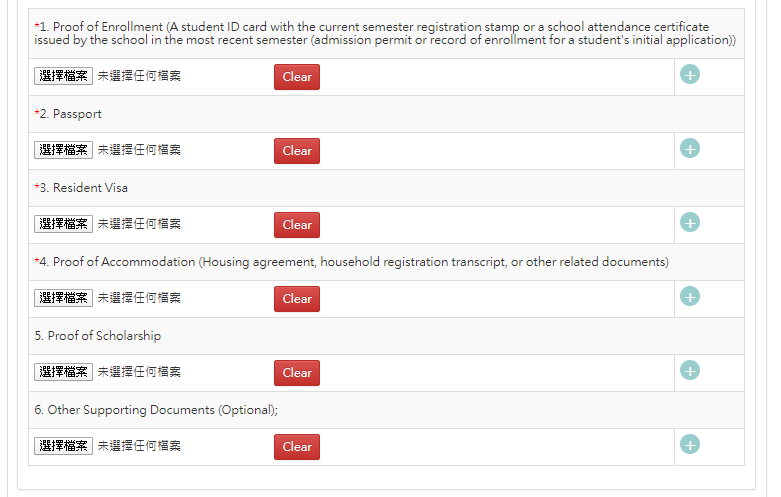 *1. Proof of Enrollment (A student ID card with the current semester registration stamp or a school attendance certificate
issued by the school in the most recent semester (admission permit or record of enrollment for a student's initial application))
選擇檔案 未選擇任何檔案 Clear +
*2. Passport
選擇檔案 未選擇任何檔案 Clear +
*3. Resident Visa
選擇檔案 未選擇任何檔案 Clear +
*4. Proof of Accommodation (Housing agreement, household registration transcript, or other related documents)
選擇檔案 未選擇任何檔案 Clear +
5. Proof of Scholarship
選擇檔案 未選擇任何檔案 Clear +
6. Other Supporting Documents (Optional);
選擇檔案 未選擇任何檔案 Clear +